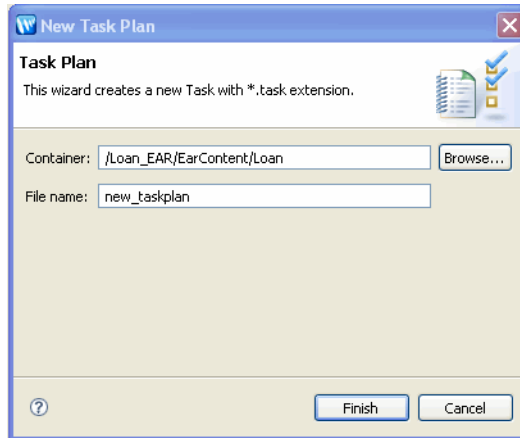 New Task Plan
Task Plan
This wizard creates a new Task with *.task extension.
Container: /Loan_EAR/EarContent/Loan Browse...
File name: new_taskplan
? Finish Cancel